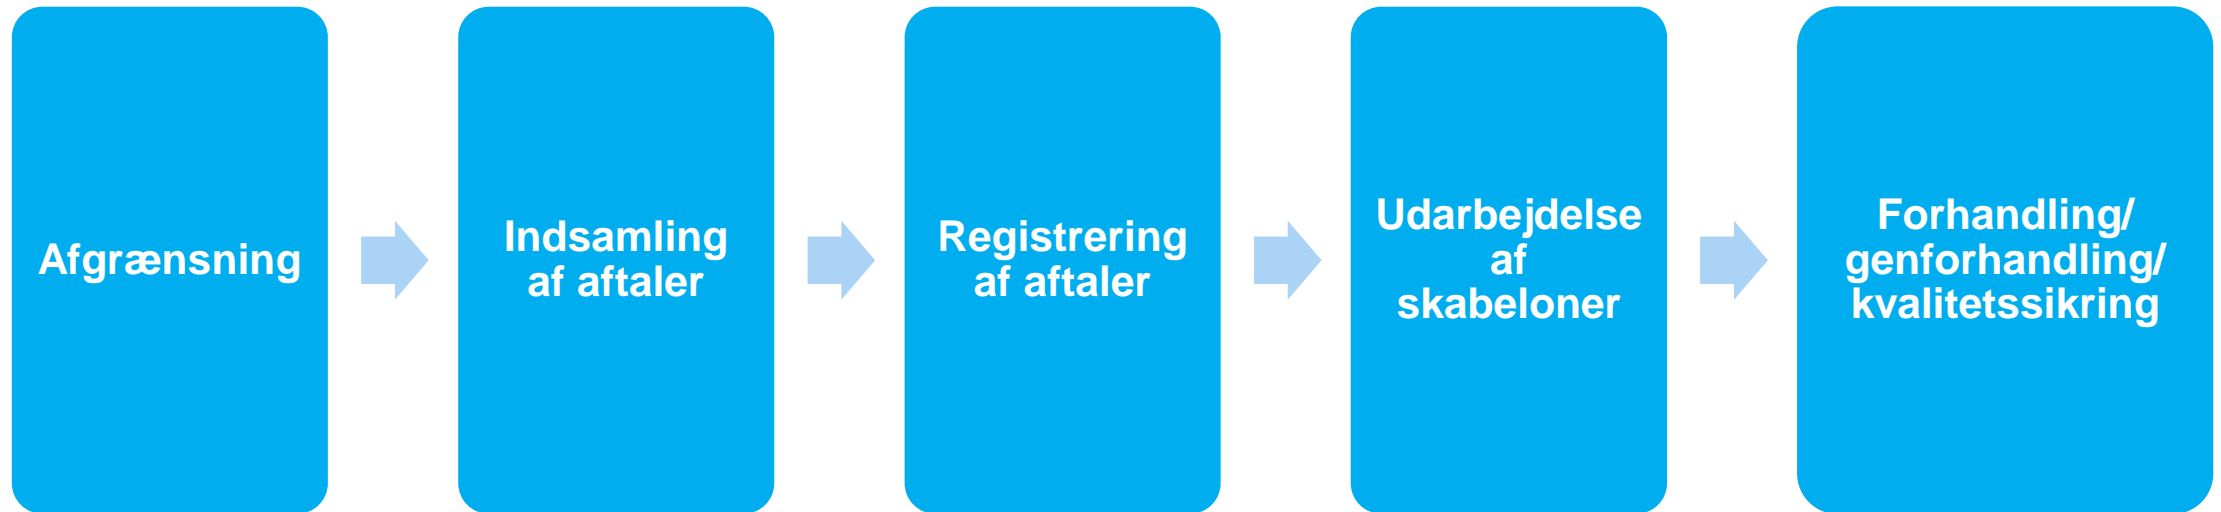 Afgrænsning
Indsamling
af aftaler
Registrering
af aftaler
Udarbejdelse
af
skabeloner
Forhandling/
genforhandling/
kvalitetssikring